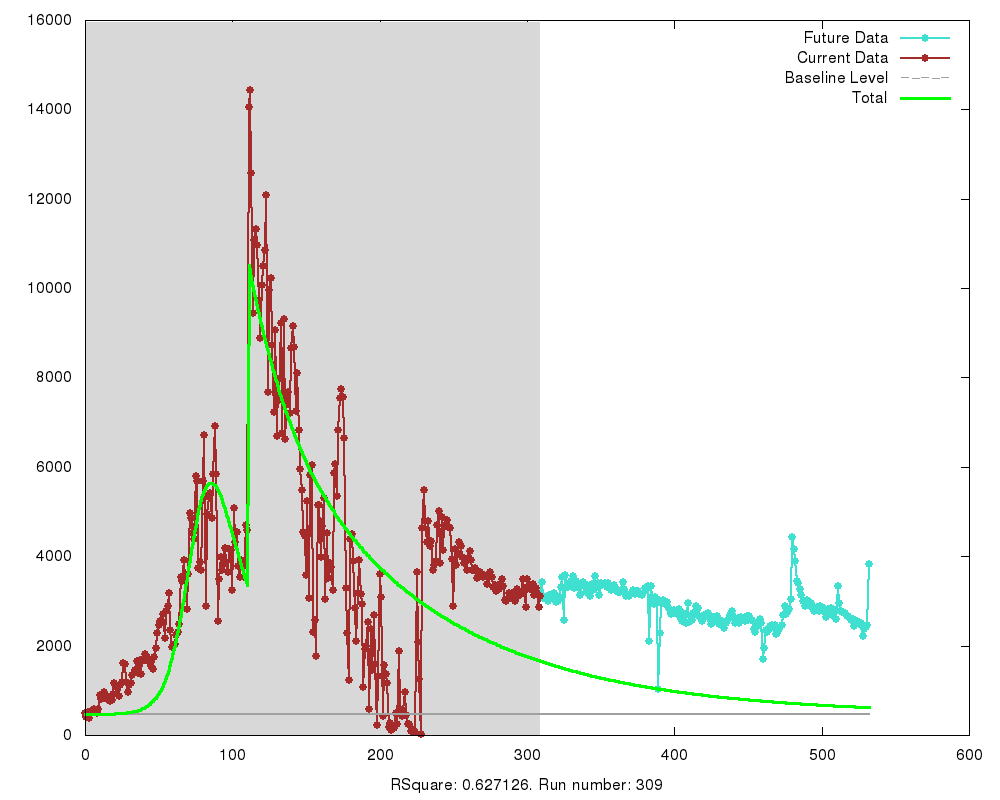 16000
14000
12000
10000
8000
6000
4000
2000
0
Future Data
Current Data
Baseline Level
Total
0 100 200 300 400 500 600
RSquare: 0.627126. Run number: 309